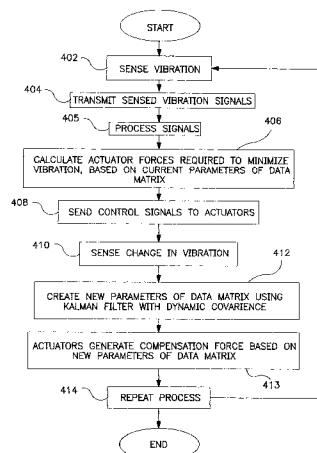 START
402
SENSE VIBRATION
404
TRANSMIT SENSED VIBRATION SIGNALS
405
PROCESS SIGNALS
406
CALCULATE ACTUATOR FORCES REQUIRED TO MINIMIZE
VIBRATION, BASED ON CURRENT PARAMETERS OF DATA
MATRIX
408
SEND CONTROL SIGNALS TO ACTUATORS
410
SENSE CHANGE IN VIBRATION
412
CREATE NEW PARAMETERS OF DATA MATRIX USING
KALMAN FILTER WITH DYNAMIC COVARIENCE
ACTUATORS GENERATE COMPENSATION FORCE BASED ON
NEW PARAMETERS OF DATA MATRIX
413
414
REPEAT PROCESS
END